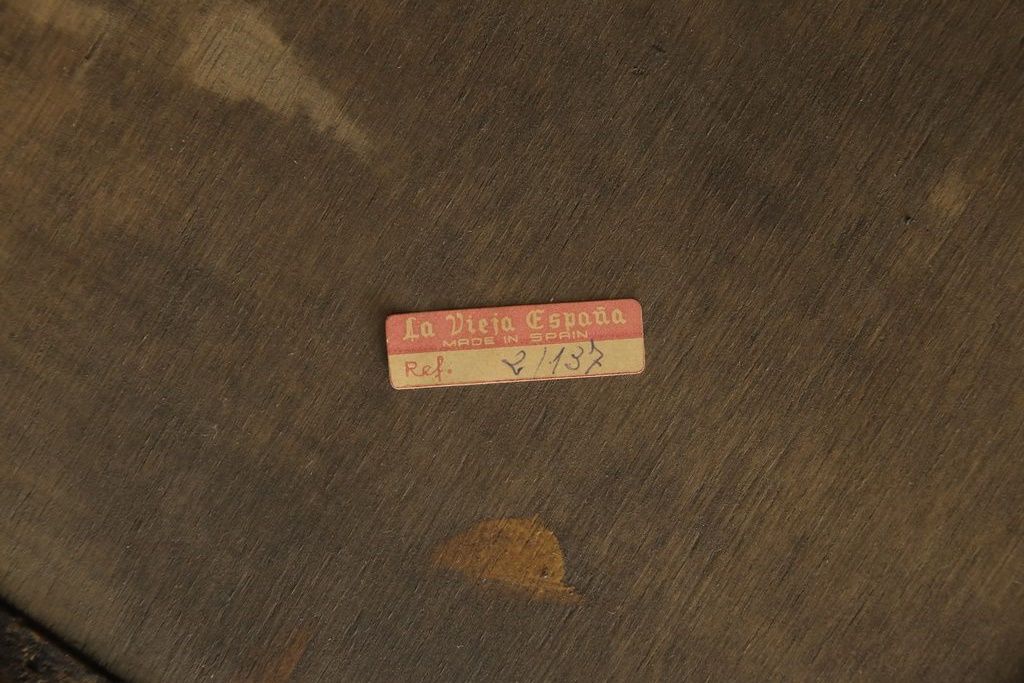 La Vieja España
MADE IN SPAIN
Ref. 2/137